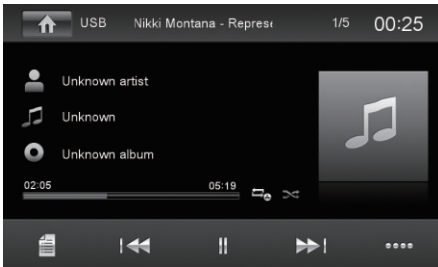 USB Nikki Montana - Represe 1/5 00:25
Unknown artist
Unknown
Unknown album
02:05 05:19